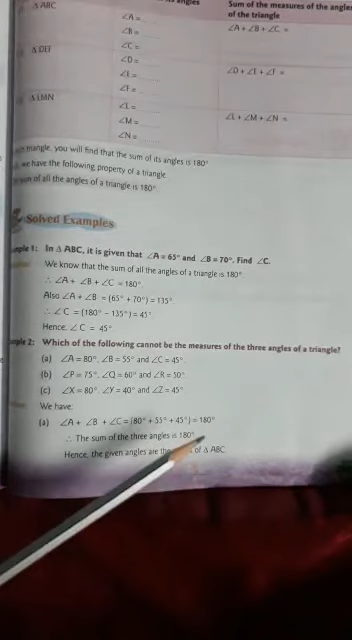 Δ ABC
angles
Sum of the measures of the angles
of the triangle
∠A =
∠B =
∠C =
∠A + ∠B + ∠C =
Δ DEF
∠D =
∠E =
∠F =
∠D + ∠E + ∠F =
Δ LMN
∠L =
∠M =
∠N =
∠L + ∠M + ∠N =
triangle, you will find that the sum of its angles is 180°
we have the following property of a triangle
sum of all the angles of a triangle is 180°
Solved Examples
1: In Δ ABC, it is given that ∠A = 65° and ∠B = 70°. Find ∠C.
We know that the sum of all the angles of a triangle is 180°
∴ ∠A + ∠B + ∠C = 180°.
Also ∠A + ∠B = (65° + 70°) = 135°
∴ ∠C = (180° – 135°) = 45°
Hence, ∠C = 45°
2: Which of the following cannot be the measures of the three angles of a triangle?
(a) ∠A = 80°, ∠B = 55° and ∠C = 45°
(b) ∠P = 75°, ∠Q = 60° and ∠R = 50°
(c) ∠X = 80°, ∠Y = 40° and ∠Z = 45°
We have:
(a) ∠A + ∠B + ∠C = (80° + 55° + 45°) = 180°
∴ The sum of the three angles is 180°
Hence, the given angles are the of Δ ABC